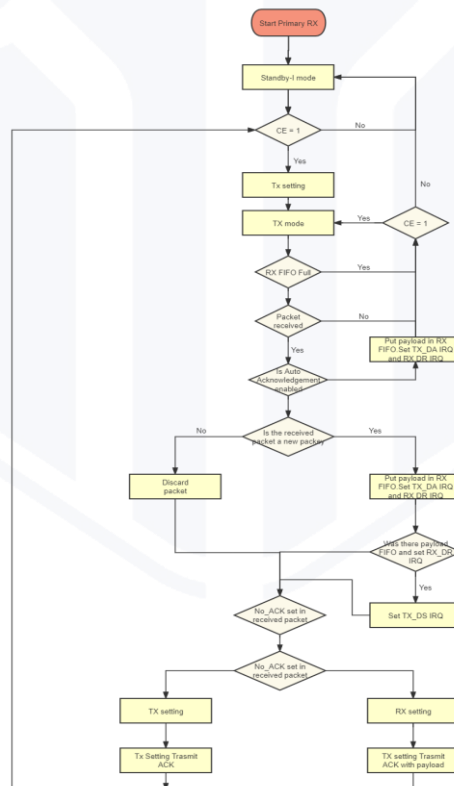 Start Primary RX
Standby-I mode
CE = 1
No
Yes
No
Tx setting
TX mode
Yes
CE = 1
RX FIFO Full
Yes
Packet
received
No
Put payload in RX
FIFO Set TX_DA IRQ
and RX DR IRQ
Yes
Is Auto
Acknowledgement
enabled
Is the received
packet a new packey
No
Yes
Discard
packet
Put payload in RX
FIFO Set TX_DA IRQ
and RX DR IRQ
Was there payload
FIFO and set RX_DR
IRQ
Yes
No_ACK set in
received packet
Set TX_DS IRQ
No_ACK set in
received packet
TX setting
RX setting
Tx Setting Trasmit
ACK
TX setting Trasmit
ACK with payload